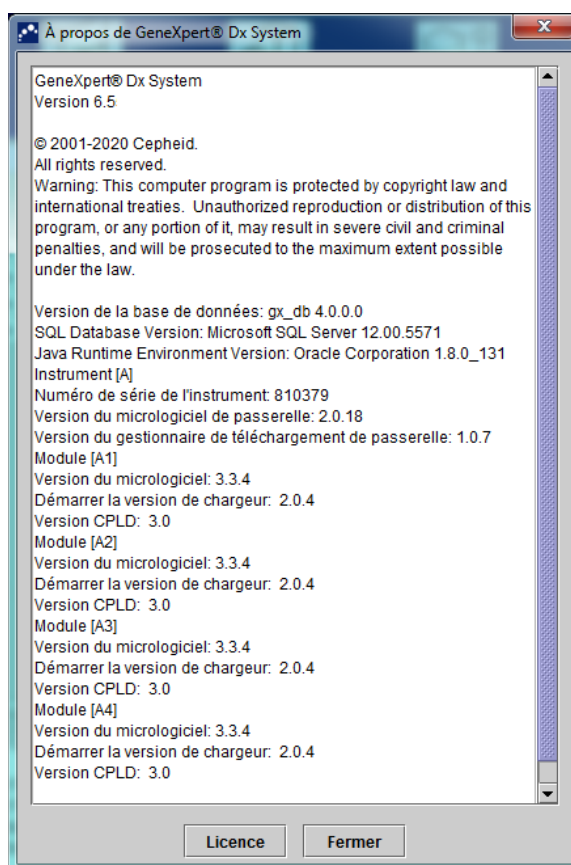 À propos de GeneXpert® Dx System
GeneXpert® Dx System
Version 6.5
© 2001-2020 Cepheid.
All rights reserved.
Warning: This computer program is protected by copyright law and
international treaties.  Unauthorized reproduction or distribution of this
program, or any portion of it, may result in severe civil and criminal
penalties, and will be prosecuted to the maximum extent possible
under the law.
Version de la base de données: gx_db 4.0.0.0
SQL Database Version: Microsoft SQL Server 12.00.5571
Java Runtime Environment Version: Oracle Corporation 1.8.0_131
Instrument [A]
Numéro de série de l'instrument: 810379
Version du micrologiciel de passerelle: 2.0.18
Version du gestionnaire de téléchargement de passerelle: 1.0.7
Module [A1]
Version du micrologiciel: 3.3.4
Démarrer la version de chargeur:  2.0.4
Version CPLD:  3.0
Module [A2]
Version du micrologiciel: 3.3.4
Démarrer la version de chargeur:  2.0.4
Version CPLD:  3.0
Module [A3]
Version du micrologiciel: 3.3.4
Démarrer la version de chargeur:  2.0.4
Version CPLD:  3.0
Module [A4]
Version du micrologiciel: 3.3.4
Démarrer la version de chargeur:  2.0.4
Version CPLD:  3.0
Licence
Fermer